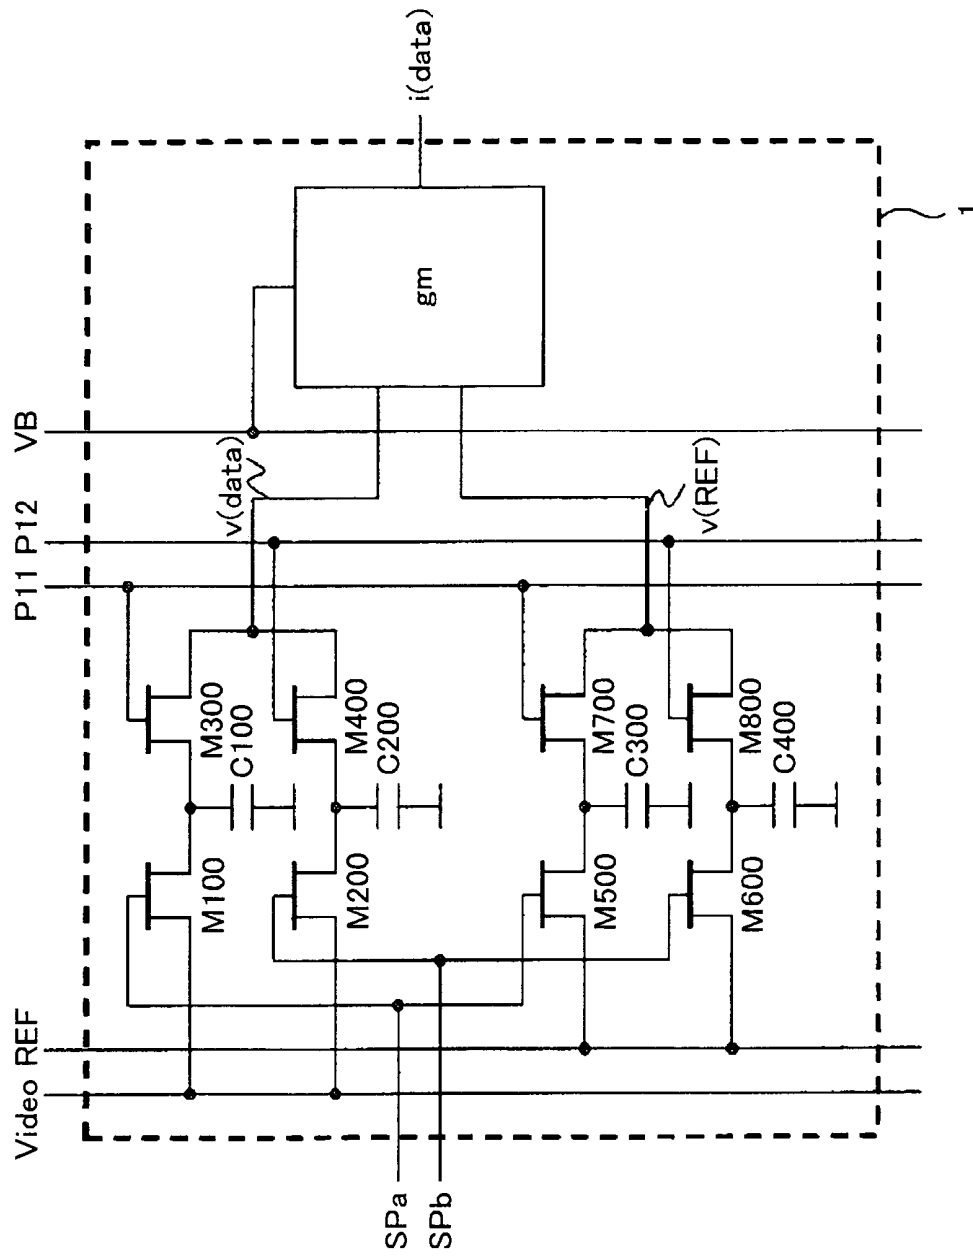 Video REF
P11 P12
VB
v(data)
v(REF)
i(data)
gm
M100
M300
C100
M200
M400
C200
M500
M700
C300
M600
M800
C400
SPa
SPb
1